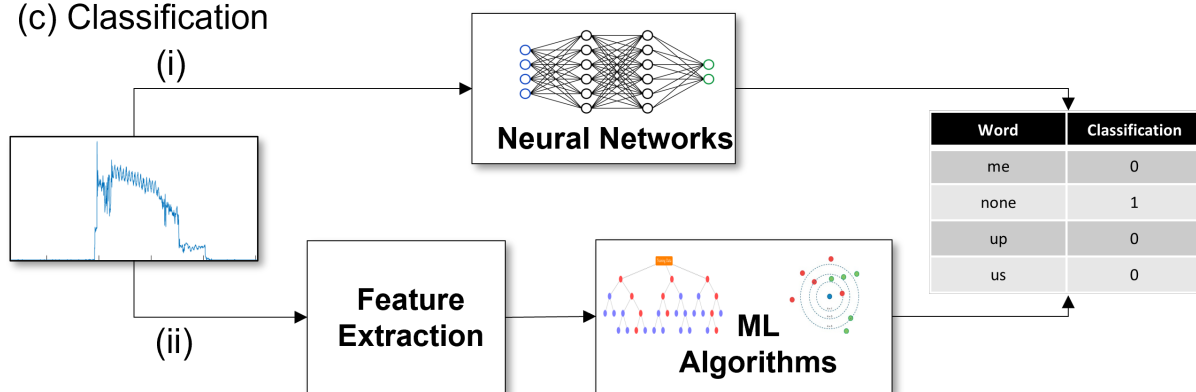 (c) Classification
(i)
Neural Networks
Word Classification
me 0
none 1
up 0
us 0
Feature
Extraction
ML
Algorithms
(ii)